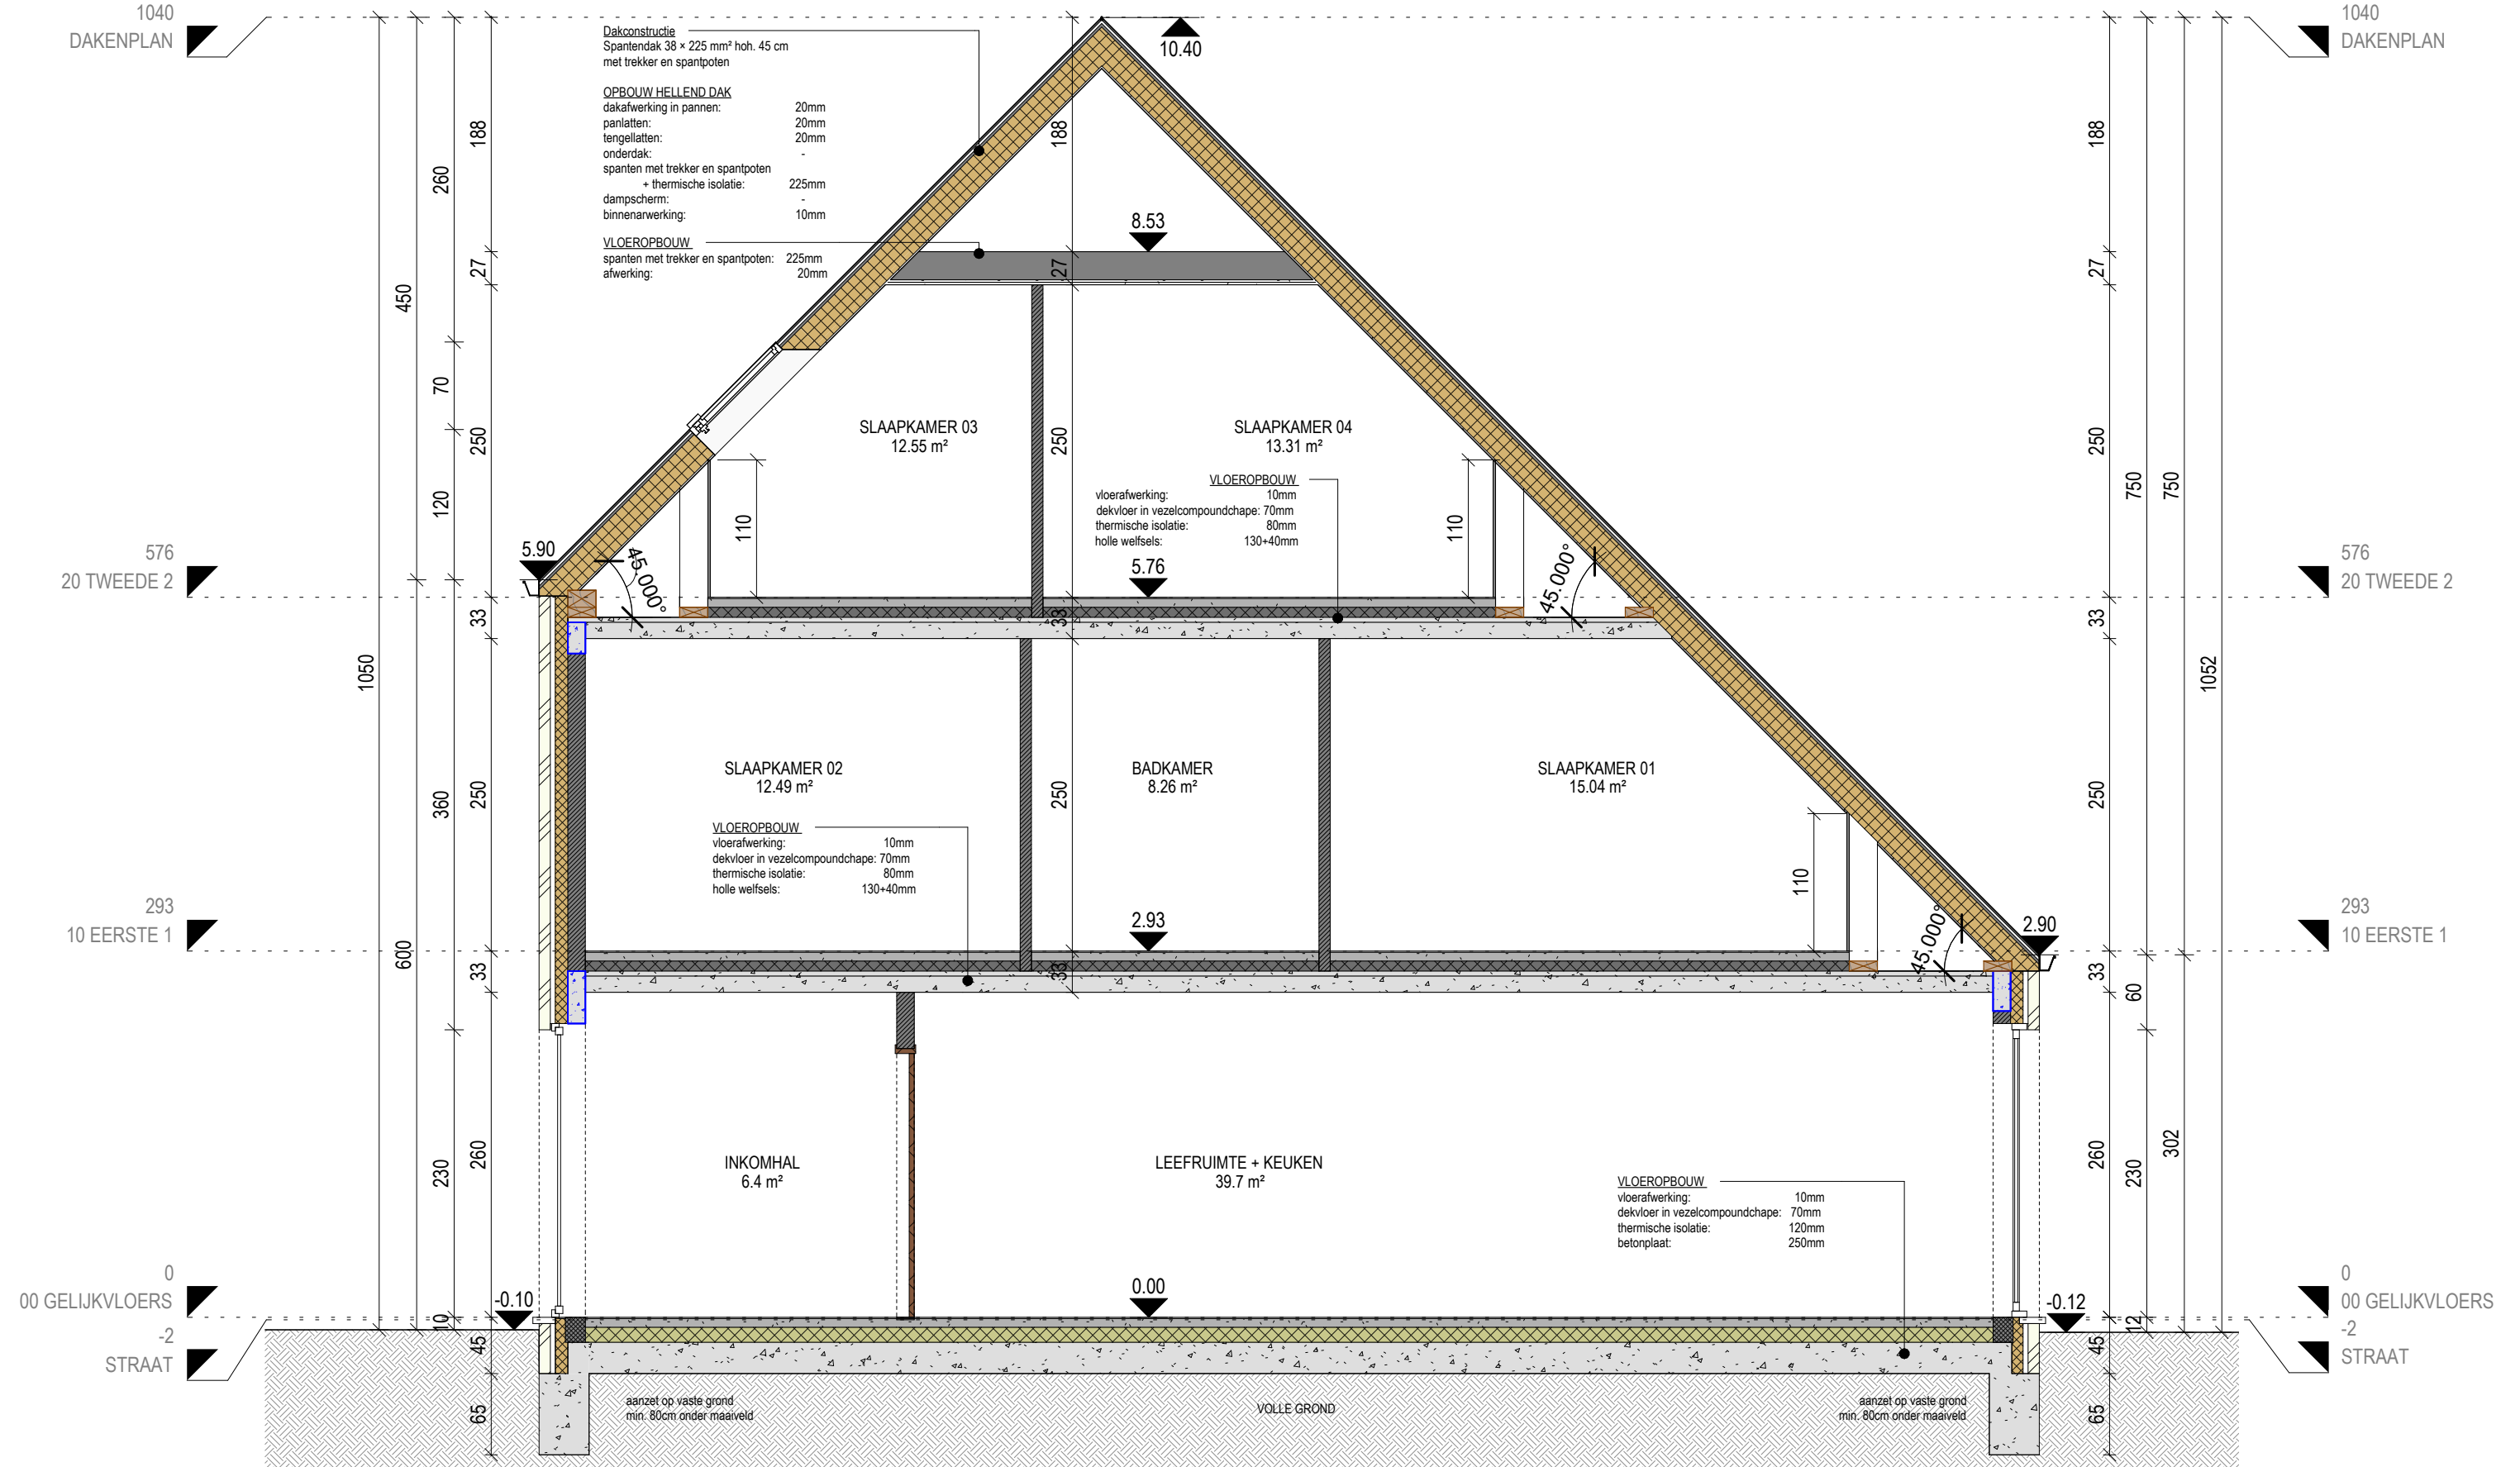 1040
DAKENPLAN
1040
DAKENPLAN
10.40
Dakconstructie
Spantendak 38 × 225 mm² hoh. 45 cm
met trekker en spantpoten
OPBOUW HELLEND DAK
dakafwerking in pannen: 20mm
panlatten: 20mm
tengellatten: 20mm
onderdak: -
spanten met trekker en spantpoten
+ thermische isolatie: 225mm
dampscherm: -
binnenarwerking: 10mm
VLOEROPBOUW
spanten met trekker en spantpoten: 225mm
afwerking: 20mm
8.53
188
27
250
33
250
33
260
10
45
65
260
70
120
360
230
450
600
1050
188
27
250
33
250
33
188
27
250
33
250
33
260
12
45
65
750
60
230
750
302
1052
SLAAPKAMER 03
12.55 m²
SLAAPKAMER 04
13.31 m²
VLOEROPBOUW
vloerafwerking: 10mm
dekvloer in vezelcompoundchape: 70mm
thermische isolatie: 80mm
holle welfsels: 130+40mm
110
110
5.90
45.000°
5.76
45.000°
576
20 TWEEDE 2
576
20 TWEEDE 2
SLAAPKAMER 02
12.49 m²
BADKAMER
8.26 m²
SLAAPKAMER 01
15.04 m²
VLOEROPBOUW
vloerafwerking: 10mm
dekvloer in vezelcompoundchape: 70mm
thermische isolatie: 80mm
holle welfsels: 130+40mm
110
2.93
45.000°
2.90
293
10 EERSTE 1
293
10 EERSTE 1
INKOMHAL
6.4 m²
LEEFRUIMTE + KEUKEN
39.7 m²
VLOEROPBOUW
vloerafwerking: 10mm
dekvloer in vezelcompoundchape: 70mm
thermische isolatie: 120mm
betonplaat: 250mm
0
00 GELIJKVLOERS
-2
STRAAT
-0.10
0.00
-0.12
0
00 GELIJKVLOERS
-2
STRAAT
aanzet op vaste grond
min. 80cm onder maaiveld
VOLLE GROND
aanzet op vaste grond
min. 80cm onder maaiveld